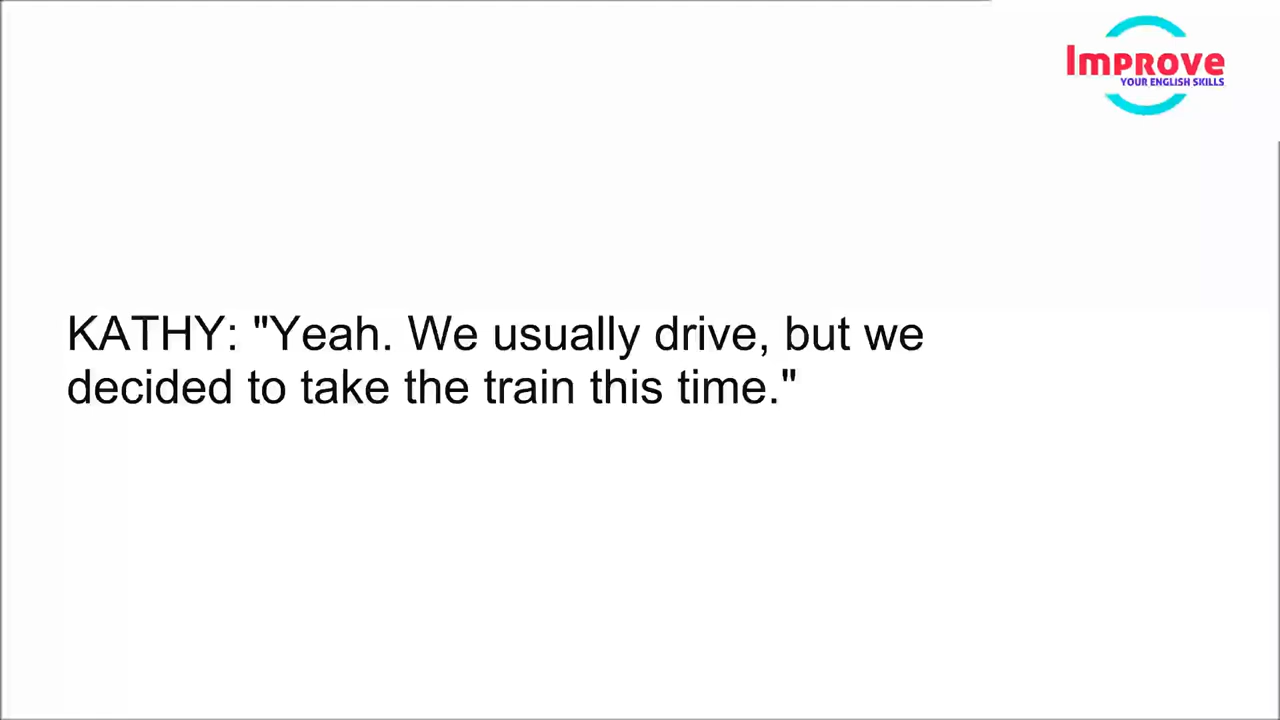 Improve
YOUR ENGLISH SKILLS
KATHY: "Yeah. We usually drive, but we
decided to take the train this time."